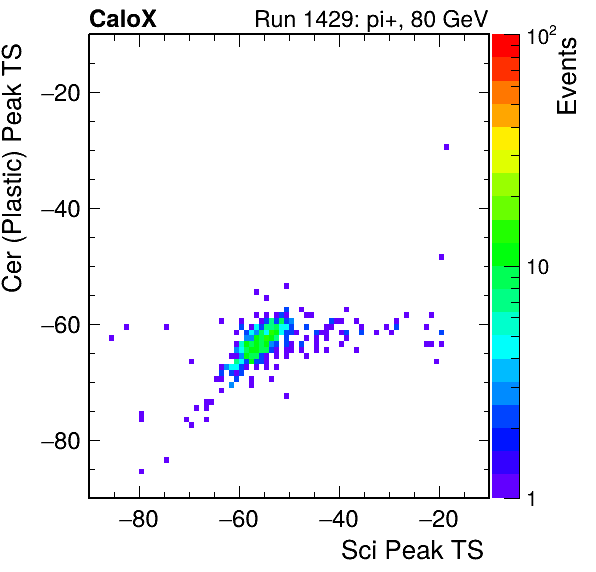 CaloX Run 1429: pi+, 80 GeV
Cer (Plastic) Peak TS
−20
−40
−60
−80
−80 −60 −40 −20
Sci Peak TS
10²
10
1
Events